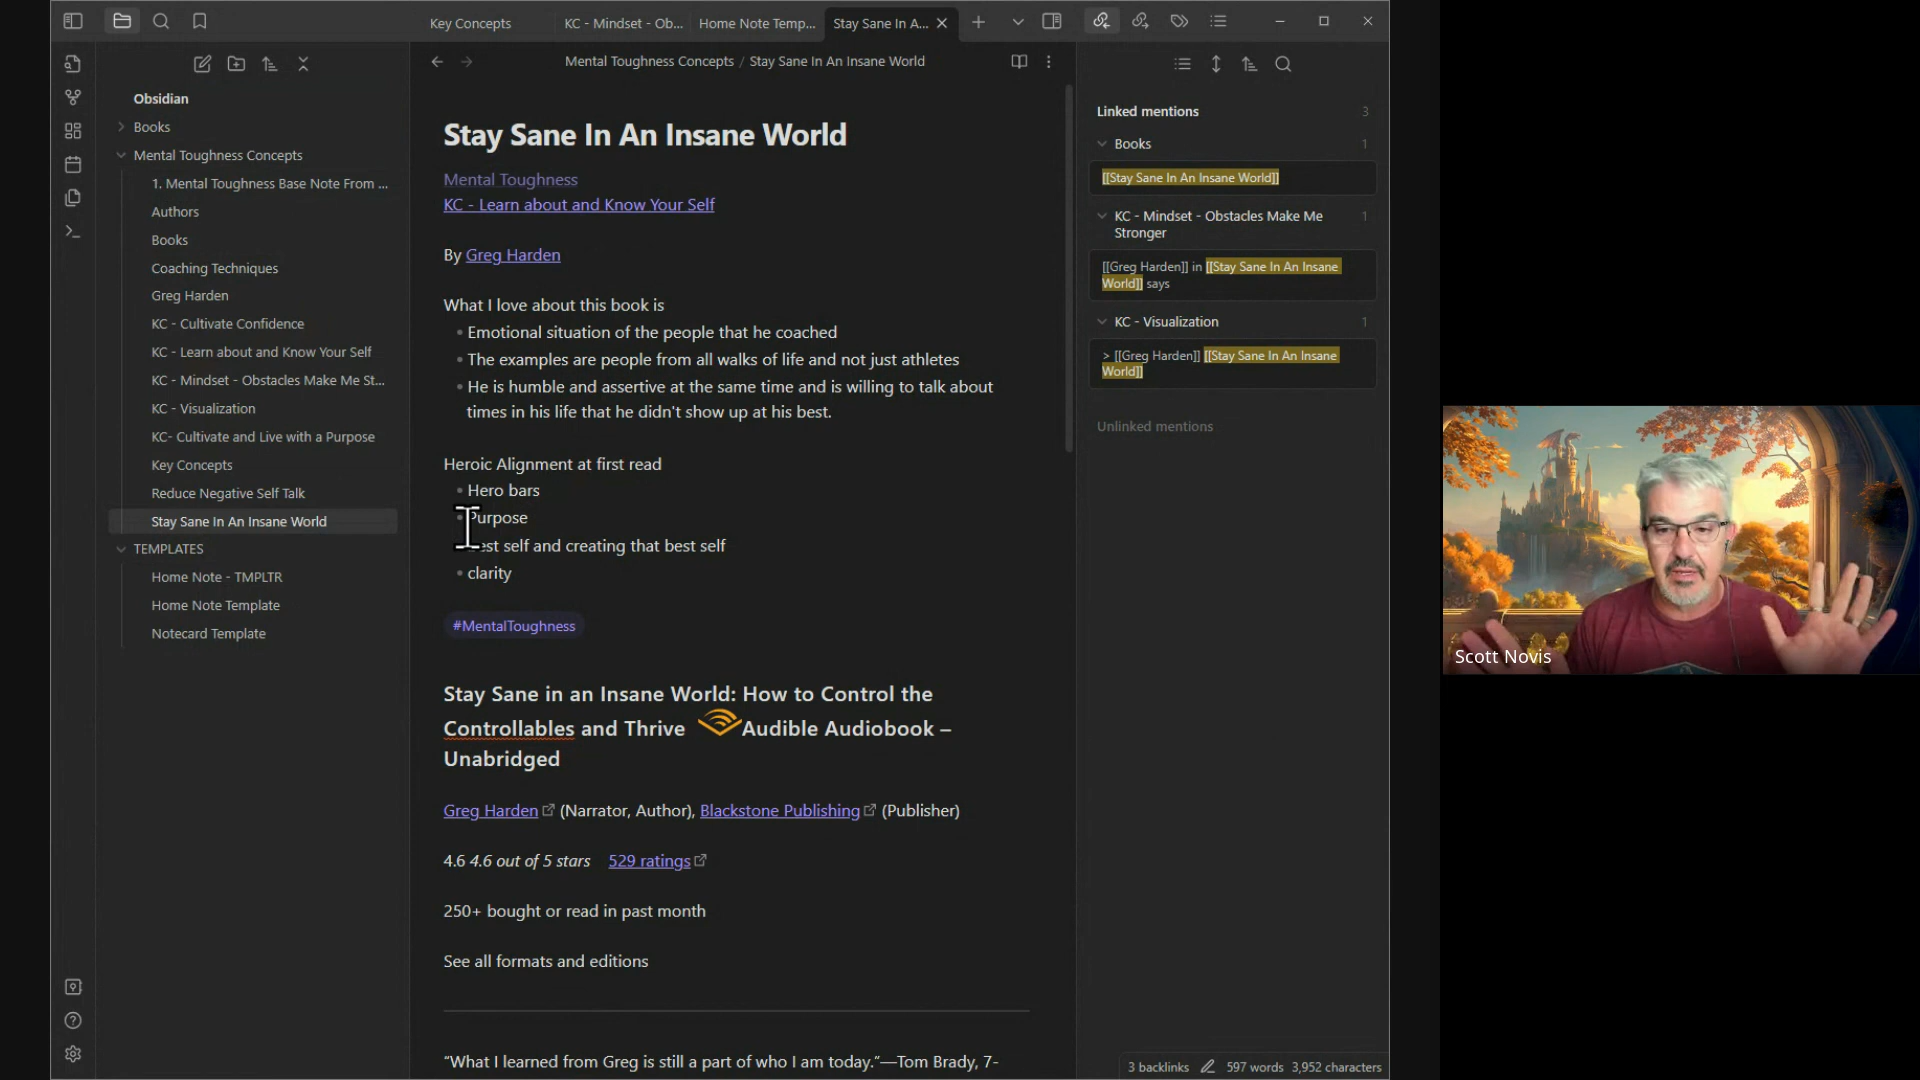 Key Concepts
KC - Mindset - Ob...
Home Note Temp...
Stay Sane In A...
Mental Toughness Concepts / Stay Sane In An Insane World
Obsidian
Books
Mental Toughness Concepts
1. Mental Toughness Base Note From ...
Authors
Books
Coaching Techniques
Greg Harden
KC - Cultivate Confidence
KC - Learn about and Know Your Self
KC - Mindset - Obstacles Make Me St...
KC - Visualization
KC- Cultivate and Live with a Purpose
Key Concepts
Reduce Negative Self Talk
Stay Sane In An Insane World
TEMPLATES
Home Note - TMPLTR
Home Note Template
Notecard Template
Stay Sane In An Insane World
Mental Toughness
KC - Learn about and Know Your Self
By Greg Harden
What I love about this book is
Emotional situation of the people that he coached
The examples are people from all walks of life and not just athletes
He is humble and assertive at the same time and is willing to talk about
times in his life that he didn't show up at his best.
Heroic Alignment at first read
Hero bars
Purpose
Best self and creating that best self
clarity
#MentalToughness
Stay Sane in an Insane World: How to Control the
Controllables and Thrive Audible Audiobook –
Unabridged
Greg Harden (Narrator, Author), Blackstone Publishing (Publisher)
4.6 4.6 out of 5 stars 529 ratings
250+ bought or read in past month
See all formats and editions
“What I learned from Greg is still a part of who I am today.”—Tom Brady, 7-
Linked mentions 3
Books 1
[[Stay Sane In An Insane World]]
KC - Mindset - Obstacles Make Me 1
Stronger
[[Greg Harden]] in [[Stay Sane In An Insane
World]] says
KC - Visualization 1
> [[Greg Harden]] [[Stay Sane In An Insane
World]]
Unlinked mentions
3 backlinks 597 words 3,952 characters
Scott Novis